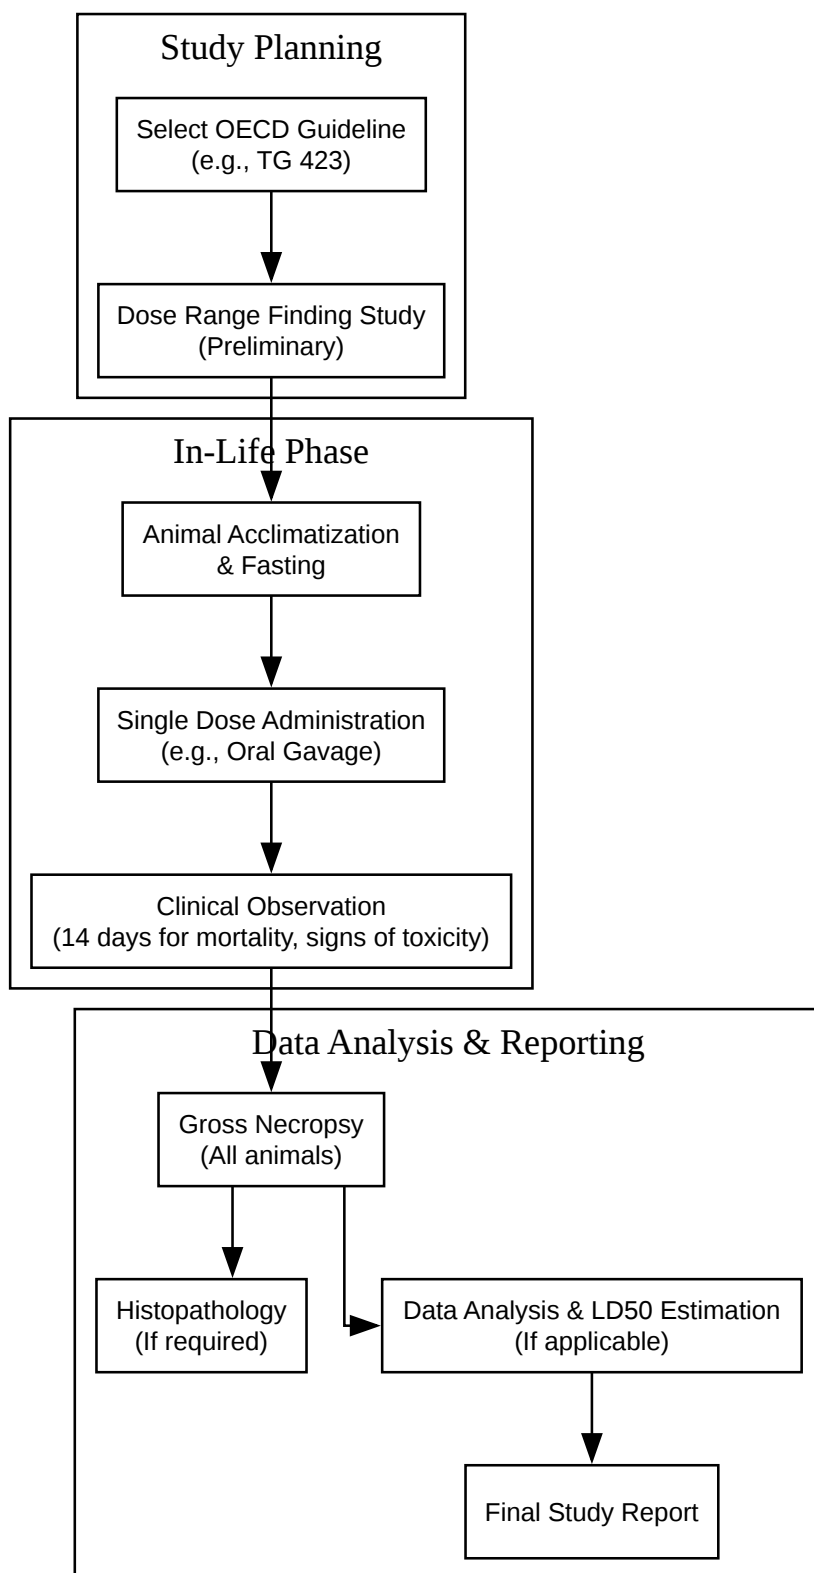 Study Planning
Select OECD Guideline
(e.g., TG 423)
Dose Range Finding Study
(Preliminary)
In-Life Phase
Animal Acclimatization
& Fasting
Single Dose Administration
(e.g., Oral Gavage)
Clinical Observation
(14 days for mortality, signs of toxicity)
Data Analysis & Reporting
Gross Necropsy
(All animals)
Histopathology
(If required)
Data Analysis & LD50 Estimation
(If applicable)
Final Study Report